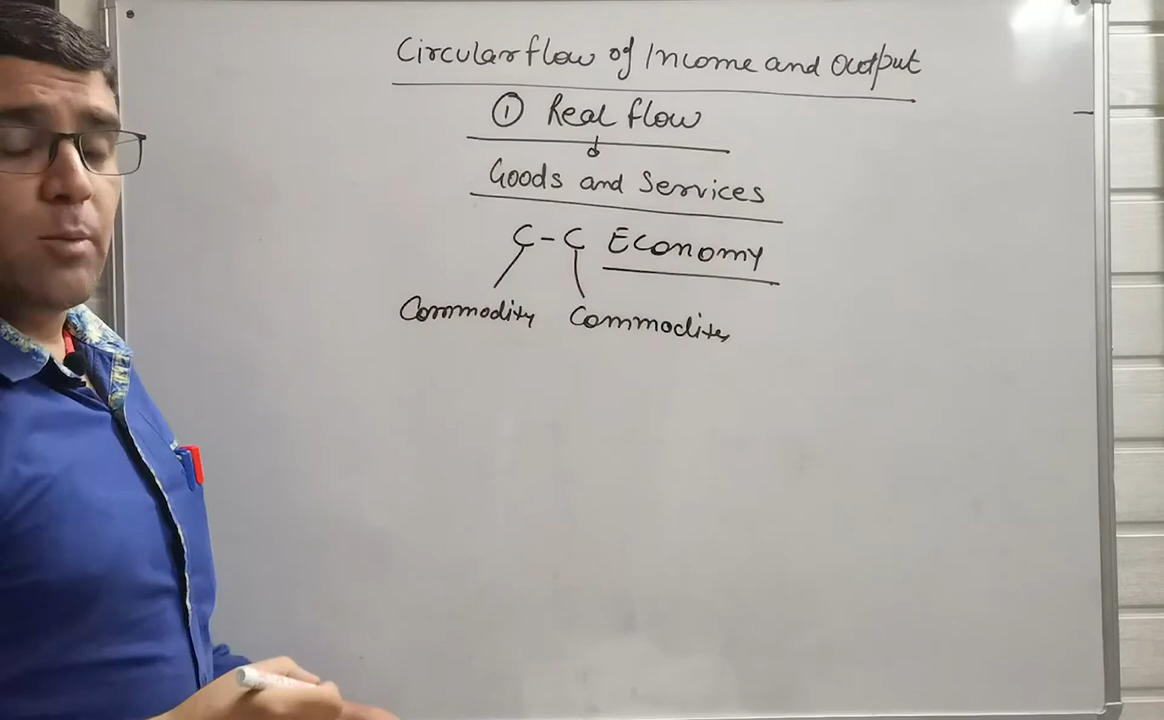 Circular flow of Income and Output
① Real flow
Goods and Services
C-C Economy
Commodity Commodity